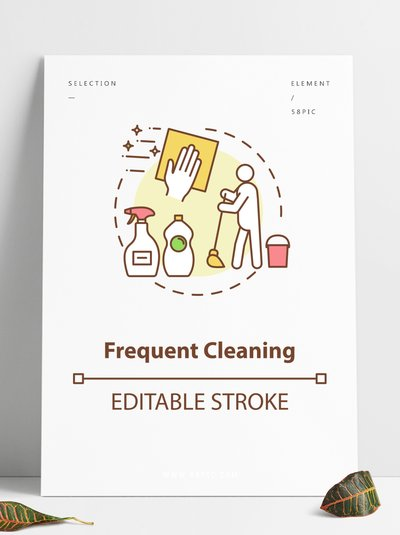 SELECTION
—
ELEMENT
/
58PIC
Frequent Cleaning
EDITABLE STROKE